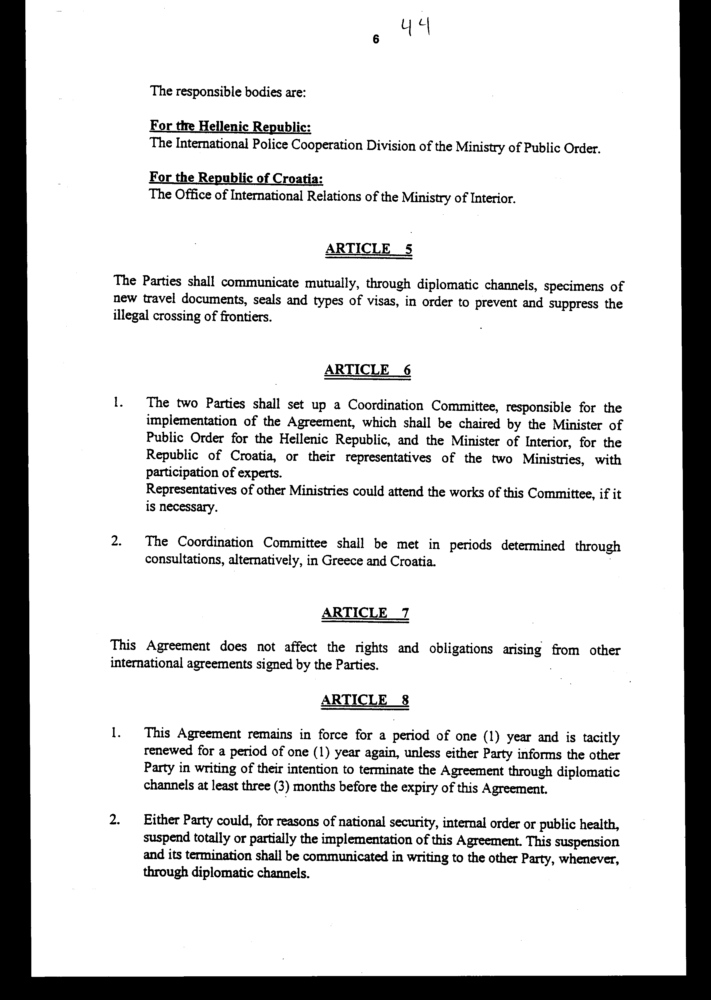 44
6
The responsible bodies are:
For the Hellenic Republic:
The International Police Cooperation Division of the Ministry of Public Order.
For the Republic of Croatia:
The Office of International Relations of the Ministry of Interior.
ARTICLE 5
The Parties shall communicate mutually, through diplomatic channels, specimens of
new travel documents, seals and types of visas, in order to prevent and suppress the
illegal crossing of frontiers.
ARTICLE 6
1. The two Parties shall set up a Coordination Committee, responsible for the
implementation of the Agreement, which shall be chaired by the Minister of
Public Order for the Hellenic Republic, and the Minister of Interior, for the
Republic of Croatia, or their representatives of the two Ministries, with
participation of experts.
Representatives of other Ministries could attend the works of this Committee, if it
is necessary.
2. The Coordination Committee shall be met in periods determined through
consultations, alternatively, in Greece and Croatia.
ARTICLE 7
This Agreement does not affect the rights and obligations arising from other
international agreements signed by the Parties.
ARTICLE 8
1. This Agreement remains in force for a period of one (1) year and is tacitly
renewed for a period of one (1) year again, unless either Party informs the other
Party in writing of their intention to terminate the Agreement through diplomatic
channels at least three (3) months before the expiry of this Agreement.
2. Either Party could, for reasons of national security, internal order or public health,
suspend totally or partially the implementation of this Agreement. This suspension
and its termination shall be communicated in writing to the other Party, whenever,
through diplomatic channels.